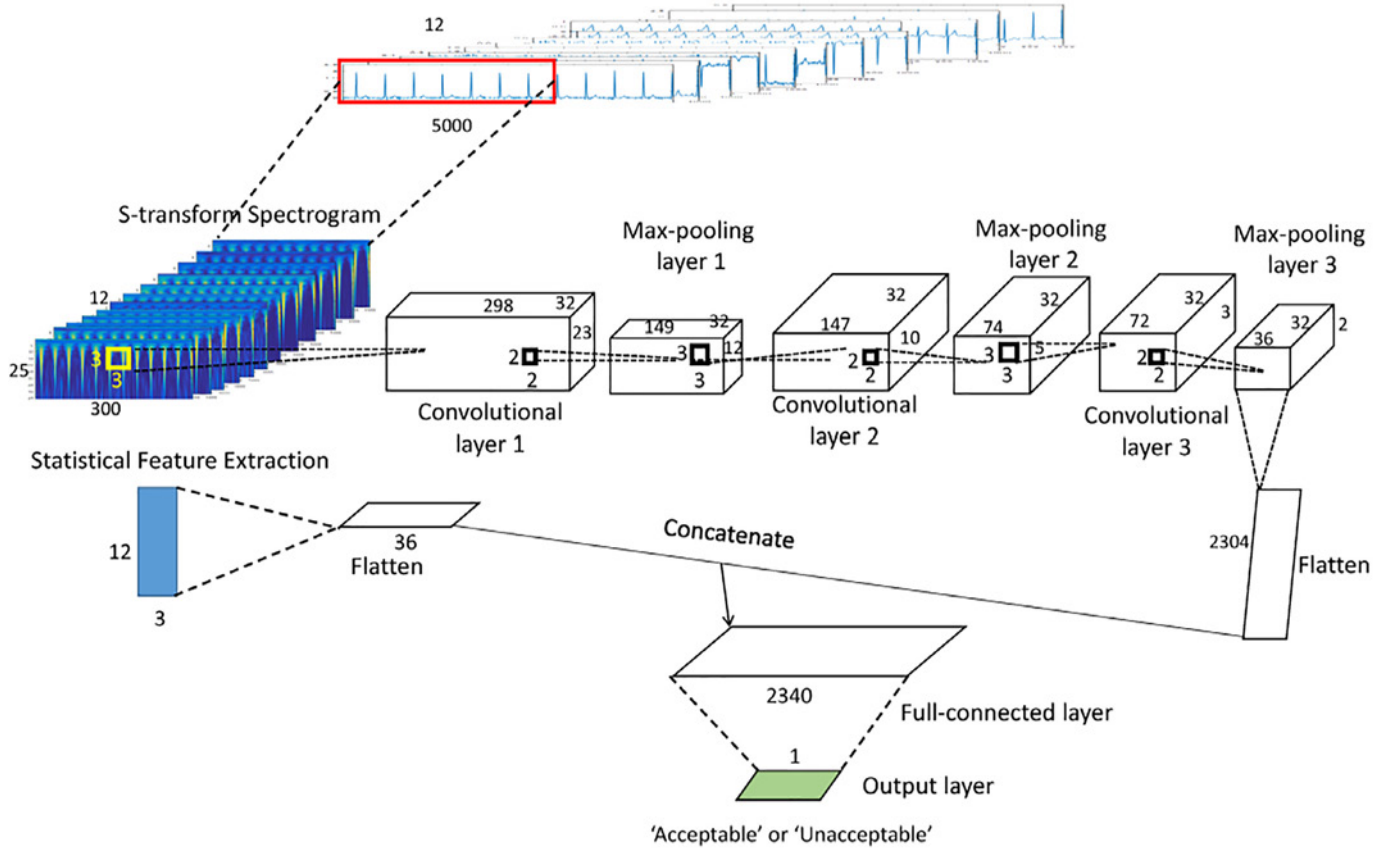 12
5000
S-transform Spectrogram
12
25
3
3
300
298
32
23
2
2
Convolutional
layer 1
Max-pooling
layer 1
149
32
12
3
3
147
32
10
2
2
Convolutional
layer 2
Max-pooling
layer 2
74
32
5
3
3
72
32
3
2
2
Convolutional
layer 3
Max-pooling
layer 3
36
32
2
Statistical Feature Extraction
12
3
36
Flatten
Concatenate
2304
Flatten
2340
Full-connected layer
1
Output layer
‘Acceptable’ or ‘Unacceptable’